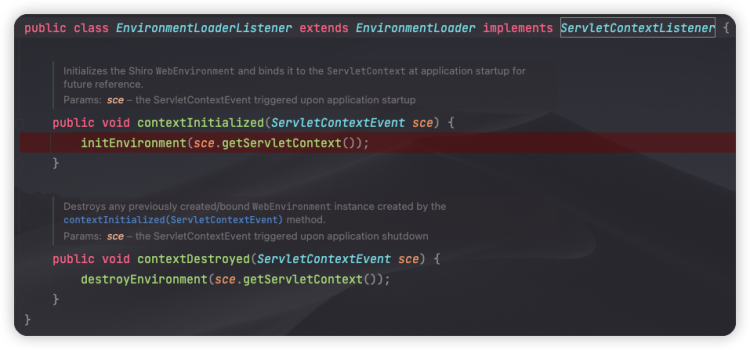 public class EnvironmentLoaderListener extends EnvironmentLoader implements ServletContextListener {
Initializes the Shiro WebEnvironment and binds it to the ServletContext at application startup for
future reference.
Params: sce – the ServletContextEvent triggered upon application startup
public void contextInitialized(ServletContextEvent sce) {
initEnvironment(sce.getServletContext());
}
Destroys any previously created/bound WebEnvironment instance created by the
contextInitialized(ServletContextEvent) method.
Params: sce – the ServletContextEvent triggered upon application shutdown
public void contextDestroyed(ServletContextEvent sce) {
destroyEnvironment(sce.getServletContext());
}
}